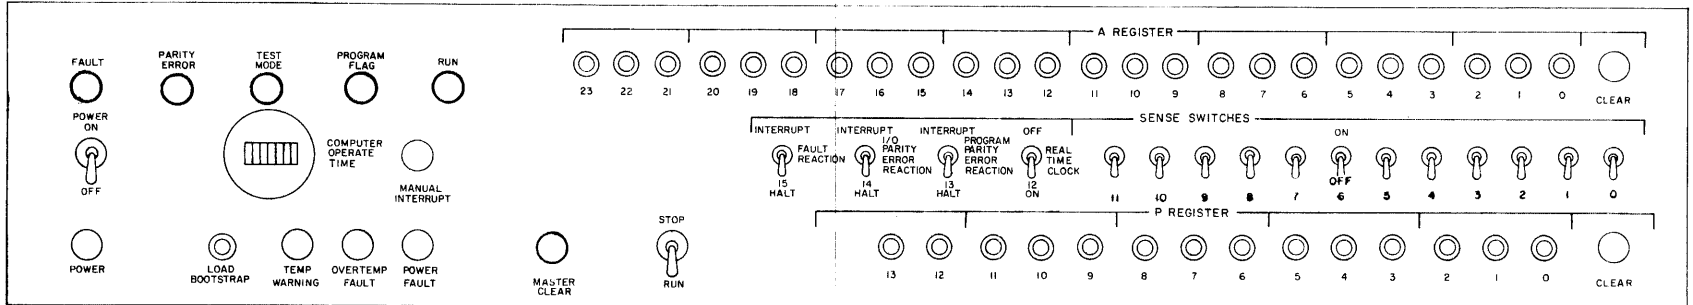 A REGISTER
FAULT
PARITY
ERROR
TEST
MODE
PROGRAM
FLAG
RUN
23 22 21 20 19 18 17 16 15 14 13 12 11 10 9 8 7 6 5 4 3 2 1 0
CLEAR
POWER
ON
OFF
COMPUTER
OPERATE
TIME
MANUAL
INTERRUPT
SENSE SWITCHES
INTERRUPT
FAULT
REACTION
15
HALT
INTERRUPT
I/O
PARITY
ERROR
REACTION
14
HALT
INTERRUPT
PROGRAM
PARITY
ERROR
REACTION
13
HALT
OFF
REAL
TIME
CLOCK
12
ON
ON
OFF
11 10 9 8 7 6 5 4 3 2 1 0
P REGISTER
POWER
LOAD
BOOTSTRAP
TEMP
WARNING
OVERTEMP
FAULT
POWER
FAULT
MASTER
CLEAR
STOP
RUN
13 12 11 10 9 8 7 6 5 4 3 2 1 0
CLEAR